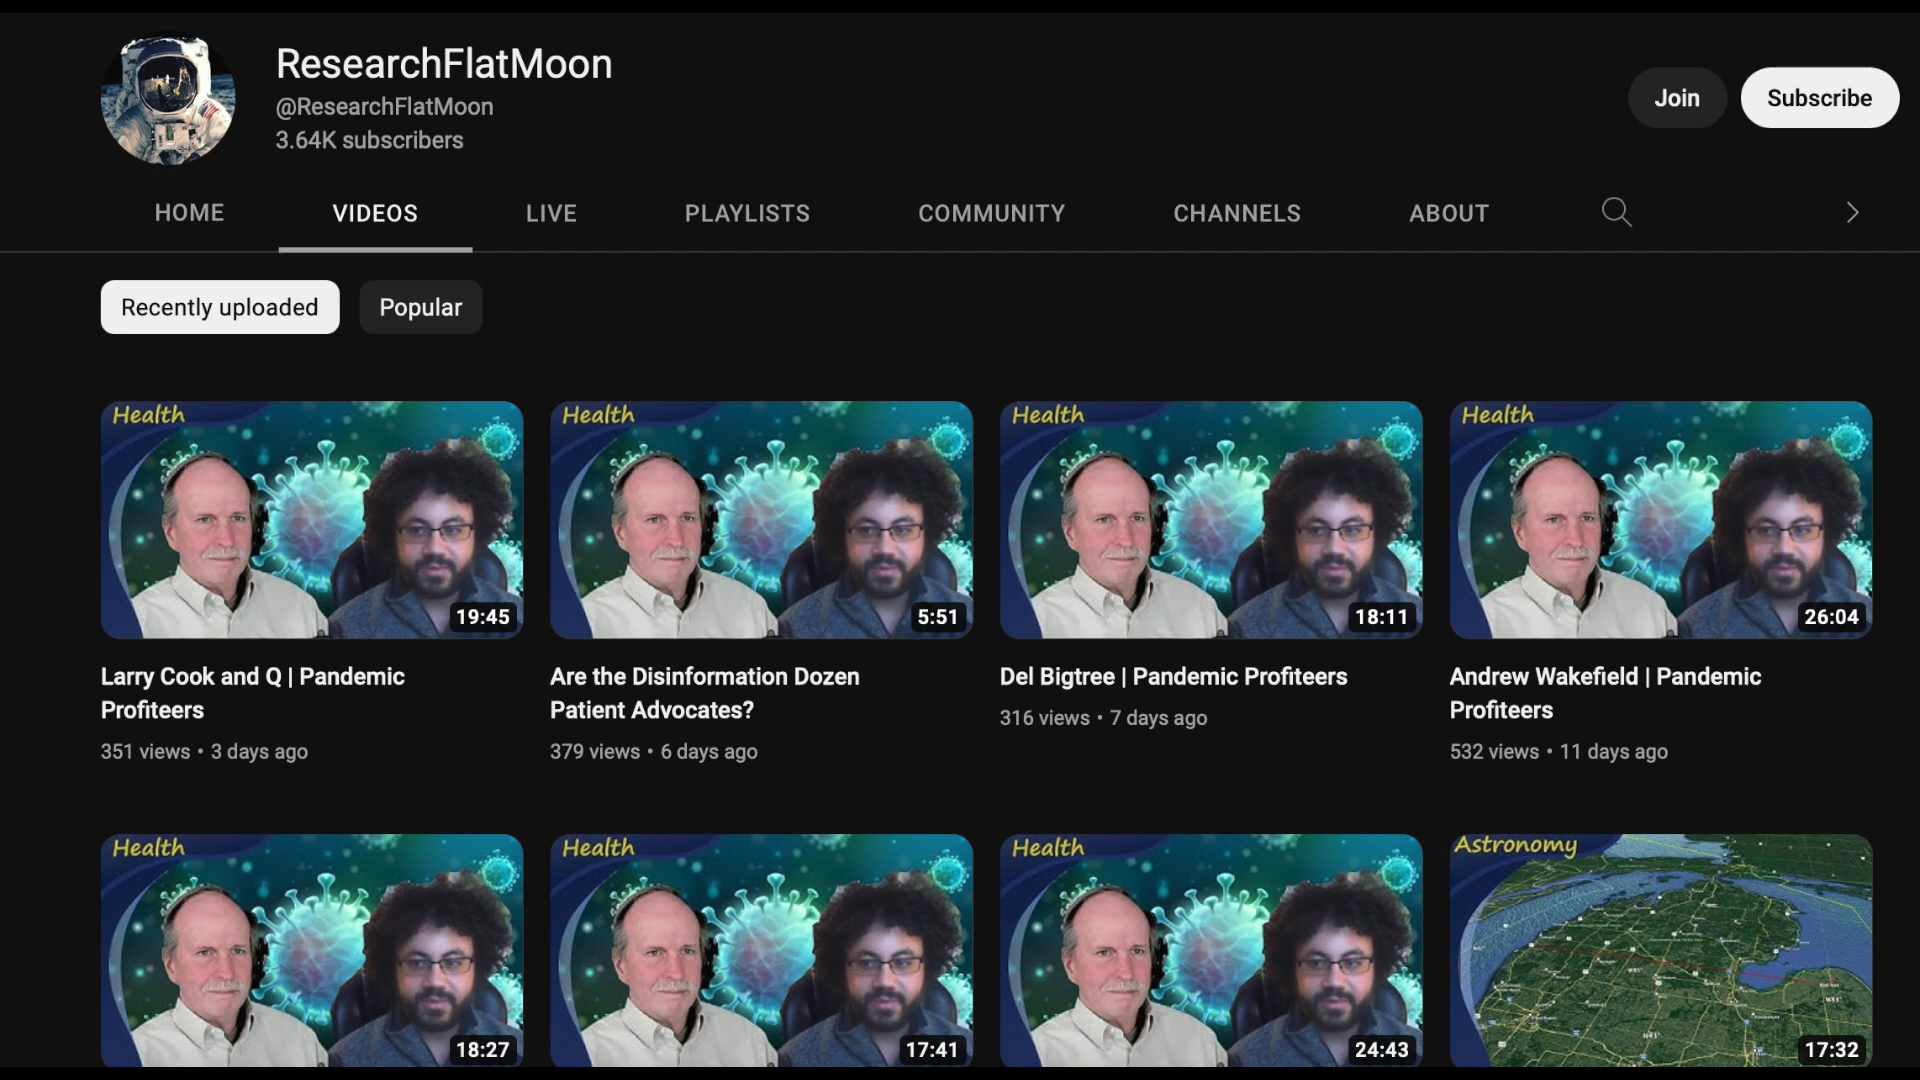 ResearchFlatMoon
@ResearchFlatMoon
3.64K subscribers
Join
Subscribe
HOME
VIDEOS
LIVE
PLAYLISTS
COMMUNITY
CHANNELS
ABOUT
Recently uploaded
Popular
Health
19:45
Health
5:51
Health
18:11
Health
26:04
Larry Cook and Q | Pandemic
Profiteers
351 views • 3 days ago
Are the Disinformation Dozen
Patient Advocates?
379 views • 6 days ago
Del Bigtree | Pandemic Profiteers
316 views • 7 days ago
Andrew Wakefield | Pandemic
Profiteers
532 views • 11 days ago
Health
18:27
Health
17:41
Health
24:43
Astronomy
17:32